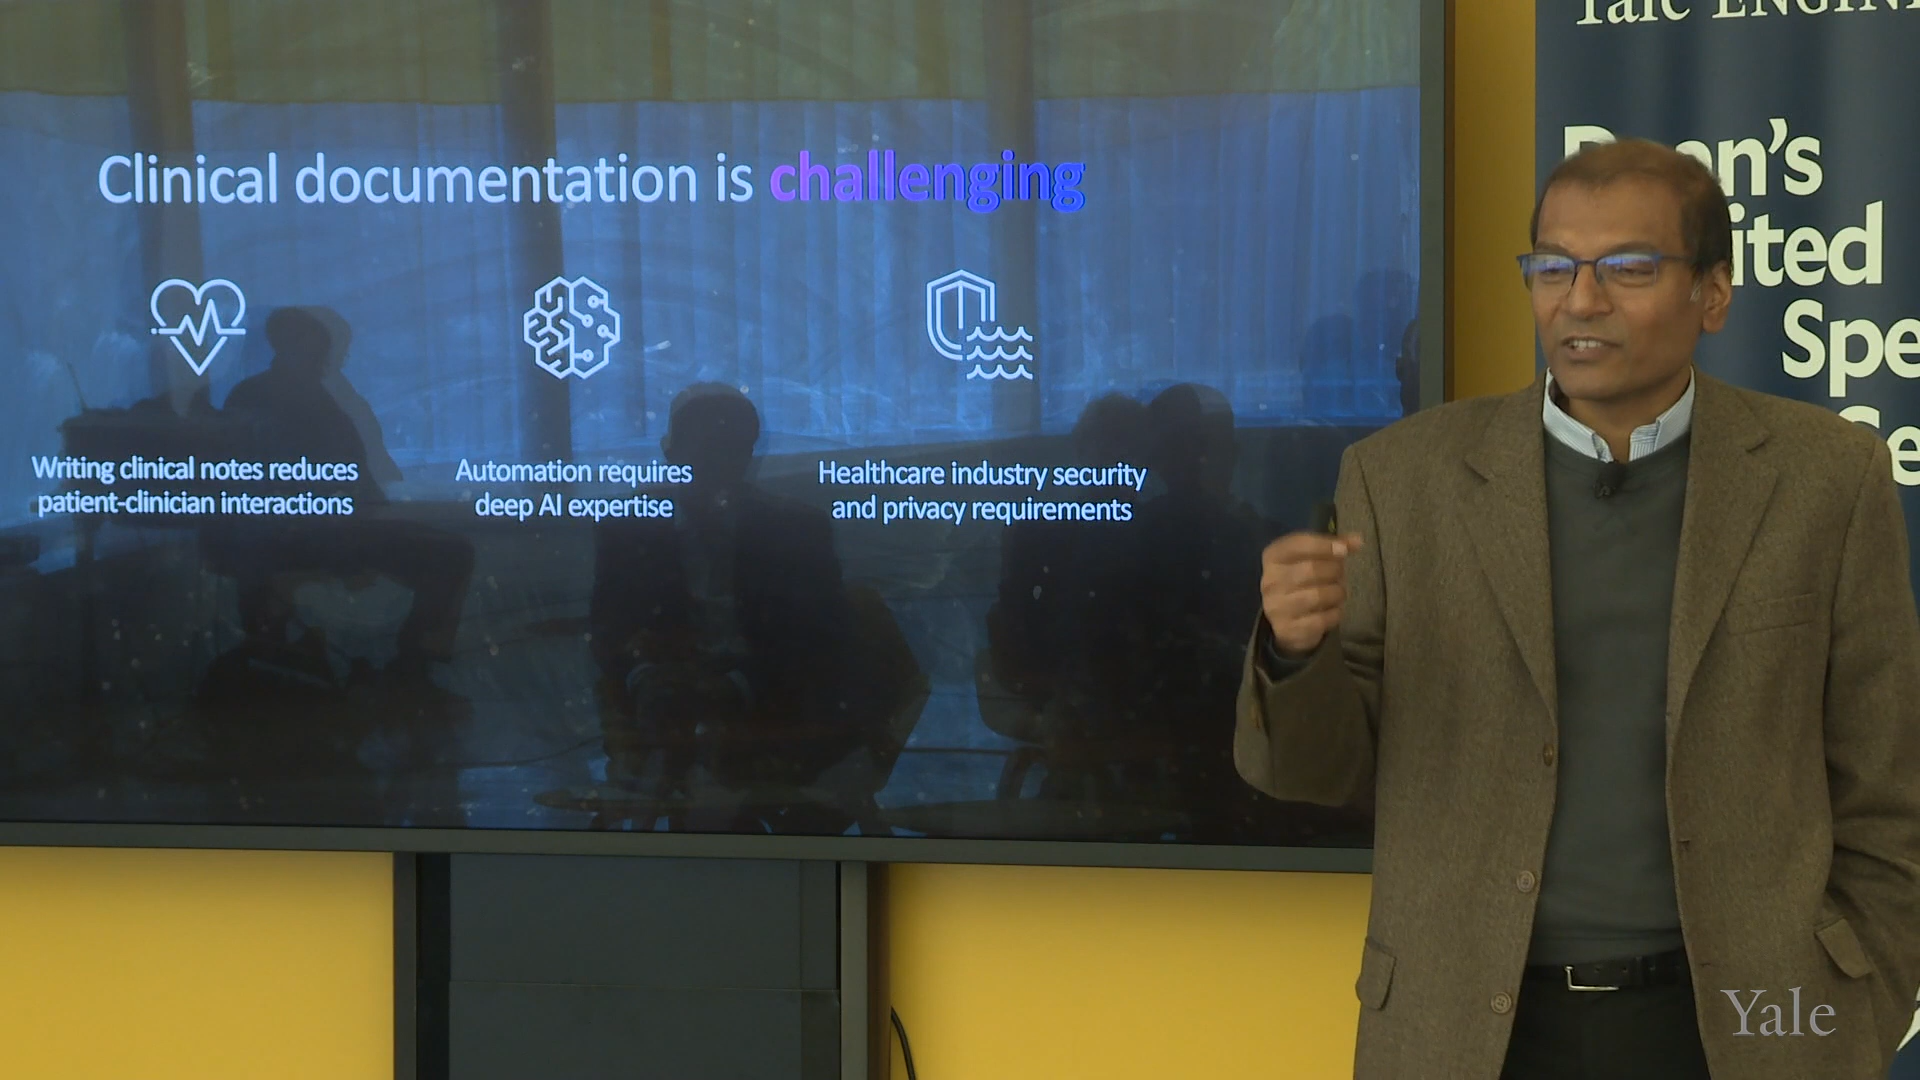 Clinical documentation is challenging
Writing clinical notes reduces
patient-clinician interactions
Automation requires
deep AI expertise
Healthcare industry security
and privacy requirements
Yale
Yale